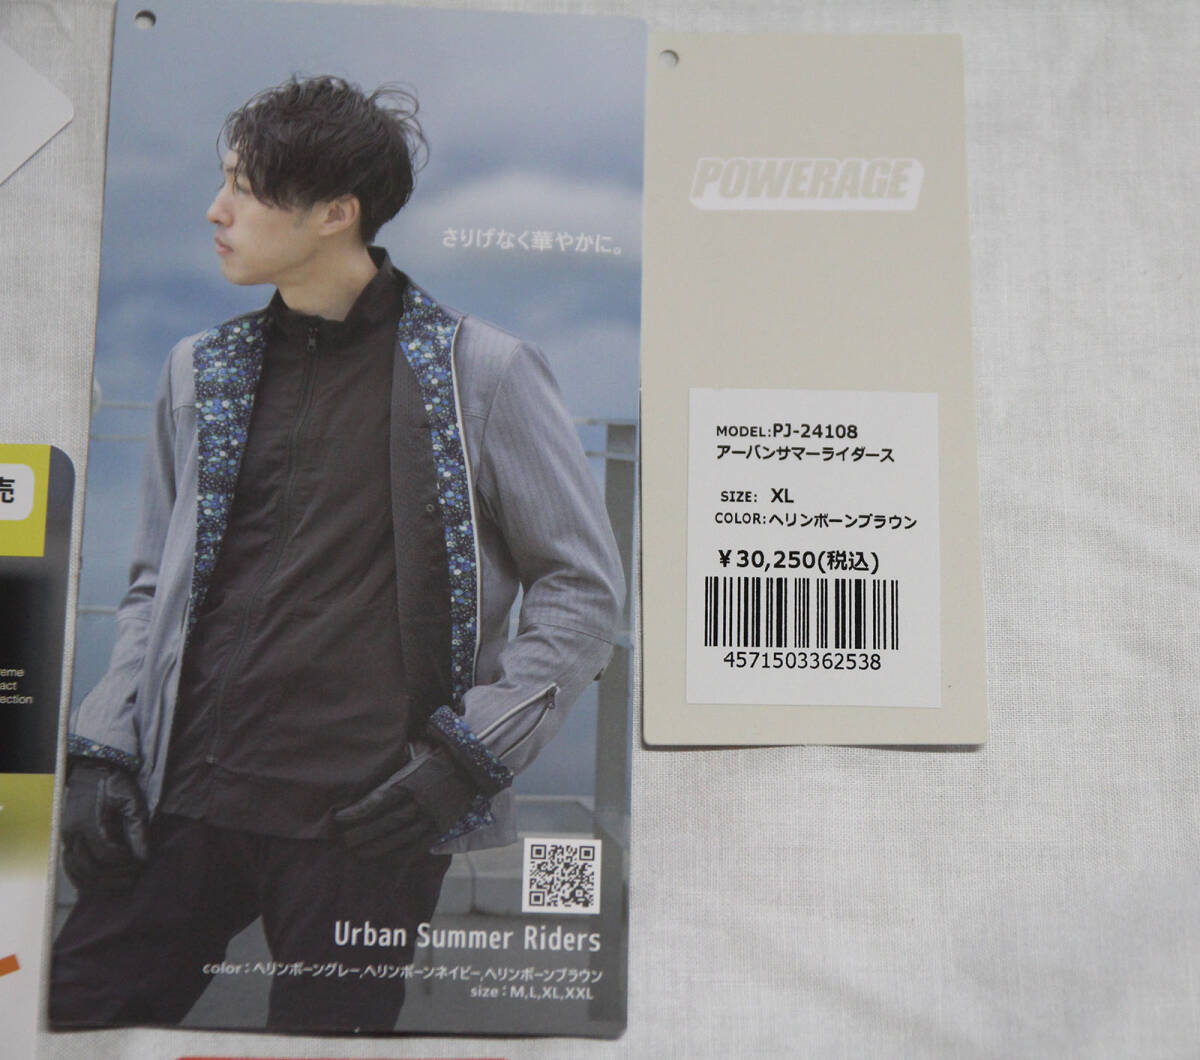 さりげなく華やかに。
Urban Summer Riders
color：ヘリンボーングレー,ヘリンボーンネイビー,ヘリンボーンブラウン
size：M,L,XL,XXL
POWERAGE
MODEL:PJ-24108
アーバンサマーライダース
SIZE: XL
COLOR:ヘリンボーンブラウン
￥30,250(税込)
4571503362538
売
reme
act
ection